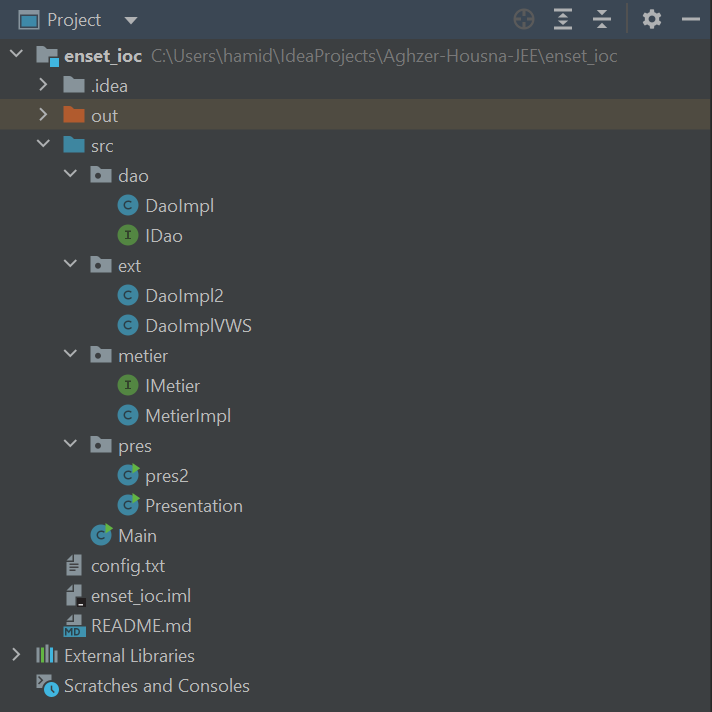 Project
enset_ioc C:\Users\hamid\IdeaProjects\Aghzer-Housna-JEE\enset_ioc
.idea
out
src
dao
C DaoImpl
I IDao
ext
C DaoImpl2
C DaoImplVWS
metier
I IMetier
C MetierImpl
pres
C pres2
C Presentation
C Main
config.txt
enset_ioc.iml
MD README.md
External Libraries
Scratches and Consoles